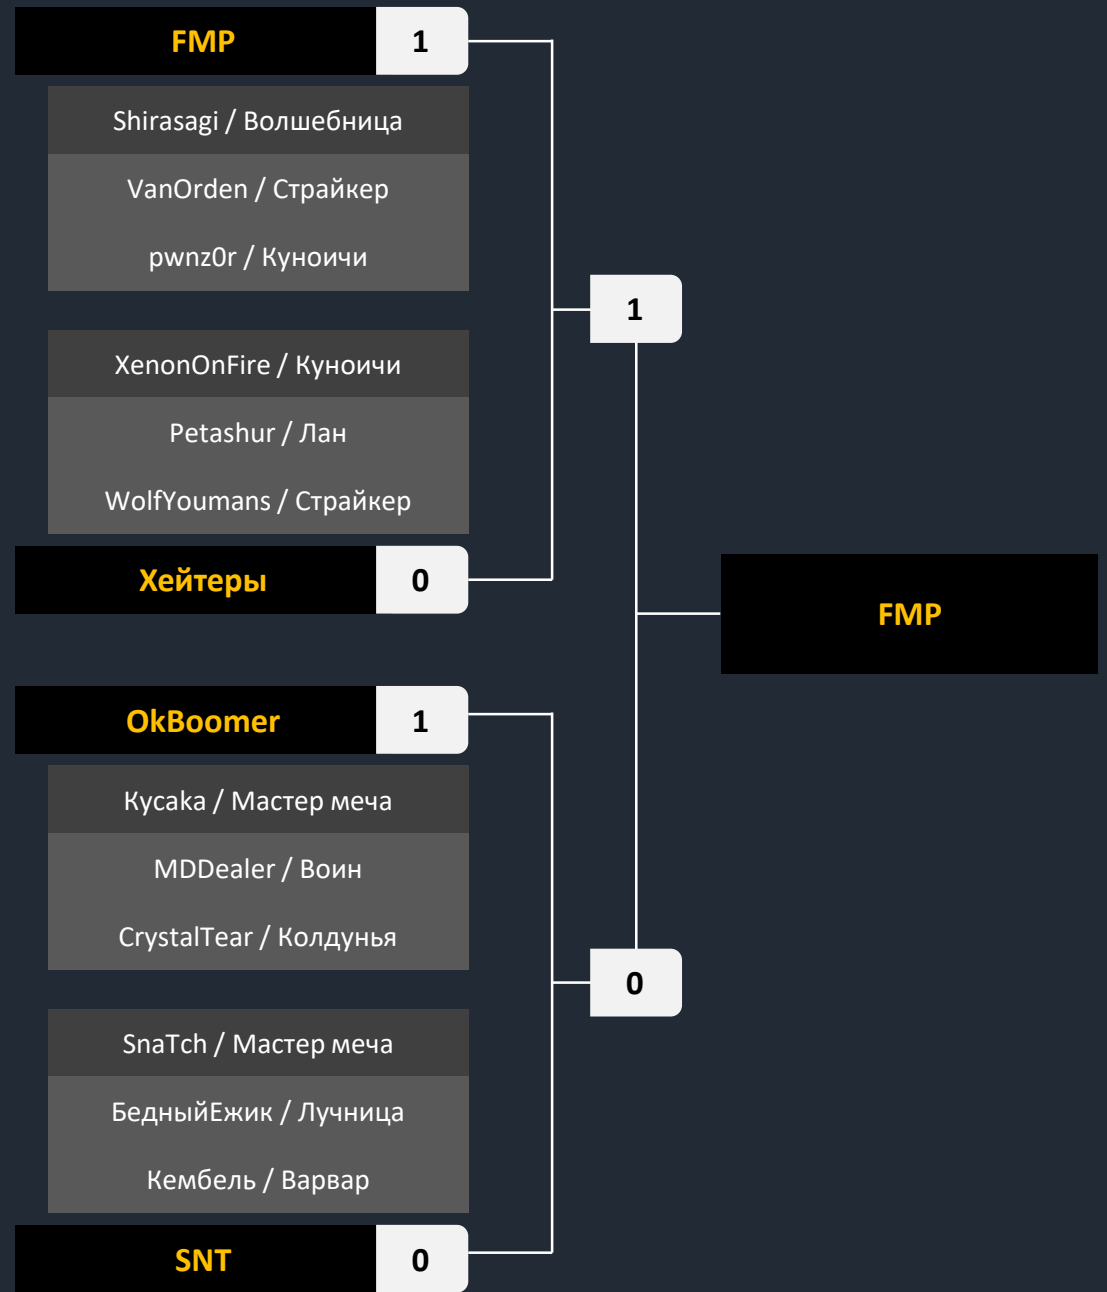 FMP 1
Shirasagi / Волшебница
VanOrden / Страйкер
pwnz0r / Куноичи
1
XenonOnFire / Куноичи
Petashur / Лан
WolfYoumans / Страйкер
Хейтеры 0
FMP
OkBoomer 1
Кусака / Мастер меча
MDDealer / Воин
CrystalTear / Колдунья
0
SnaTch / Мастер меча
БедныйЕжик / Лучница
Кембель / Варвар
SNT 0